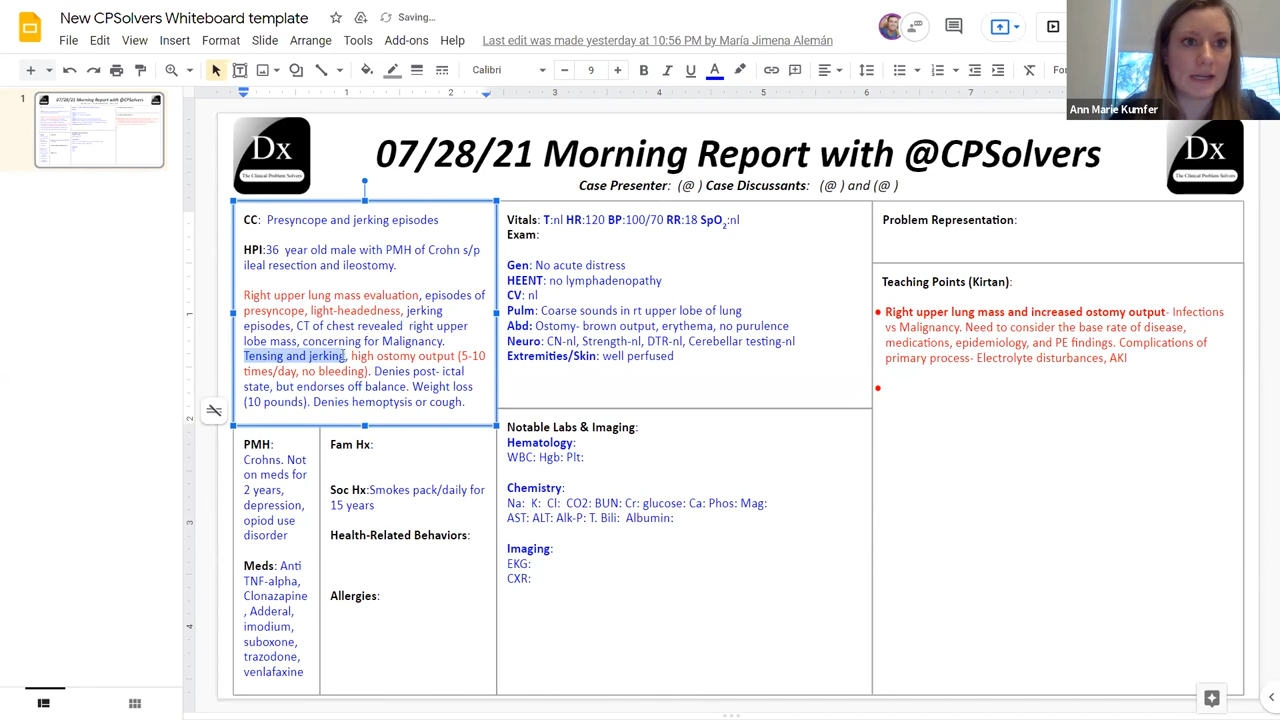 New CPSolvers Whiteboard template
Saving...
File Edit View Insert Format Slide Arrange Tools Add-ons Help Last edit was made yesterday at 10:56 PM by María Jimena Alemán
Calibri 9
Ann Marie Kumfer
1
Dx
The Clinical Problem Solvers
07/28/21 Morning Report with @CPSolvers
Case Presenter: (@ ) Case Discussants: (@ ) and (@ )
Dx
The Clinical Problem Solvers
CC: Presyncope and jerking episodes
HPI:36 year old male with PMH of Crohn s/p
ileal resection and ileostomy.
Right upper lung mass evaluation, episodes of
presyncope, light-headedness, jerking
episodes, CT of chest revealed right upper
lobe mass, concerning for Malignancy.
Tensing and jerking, high ostomy output (5-10
times/day, no bleeding). Denies post- ictal
state, but endorses off balance. Weight loss
(10 pounds). Denies hemoptysis or cough.
PMH:
Crohns. Not
on meds for
2 years,
depression,
opiod use
disorder
Meds: Anti
TNF-alpha,
Clonazapine
, Adderal,
imodium,
suboxone,
trazodone,
venlafaxine
Fam Hx:
Soc Hx:Smokes pack/daily for
15 years
Health-Related Behaviors:
Allergies:
Vitals: T:nl HR:120 BP:100/70 RR:18 SpO2:nl
Exam:
Gen: No acute distress
HEENT: no lymphadenopathy
CV: nl
Pulm: Coarse sounds in rt upper lobe of lung
Abd: Ostomy- brown output, erythema, no purulence
Neuro: CN-nl, Strength-nl, DTR-nl, Cerebellar testing-nl
Extremities/Skin: well perfused
Notable Labs & Imaging:
Hematology:
WBC: Hgb: Plt:
Chemistry:
Na: K: Cl: CO2: BUN: Cr: glucose: Ca: Phos: Mag:
AST: ALT: Alk-P: T. Bili: Albumin:
Imaging:
EKG:
CXR:
Problem Representation:
Teaching Points (Kirtan):
Right upper lung mass and increased ostomy output- Infections
vs Malignancy. Need to consider the base rate of disease,
medications, epidemiology, and PE findings. Complications of
primary process- Electrolyte disturbances, AKI